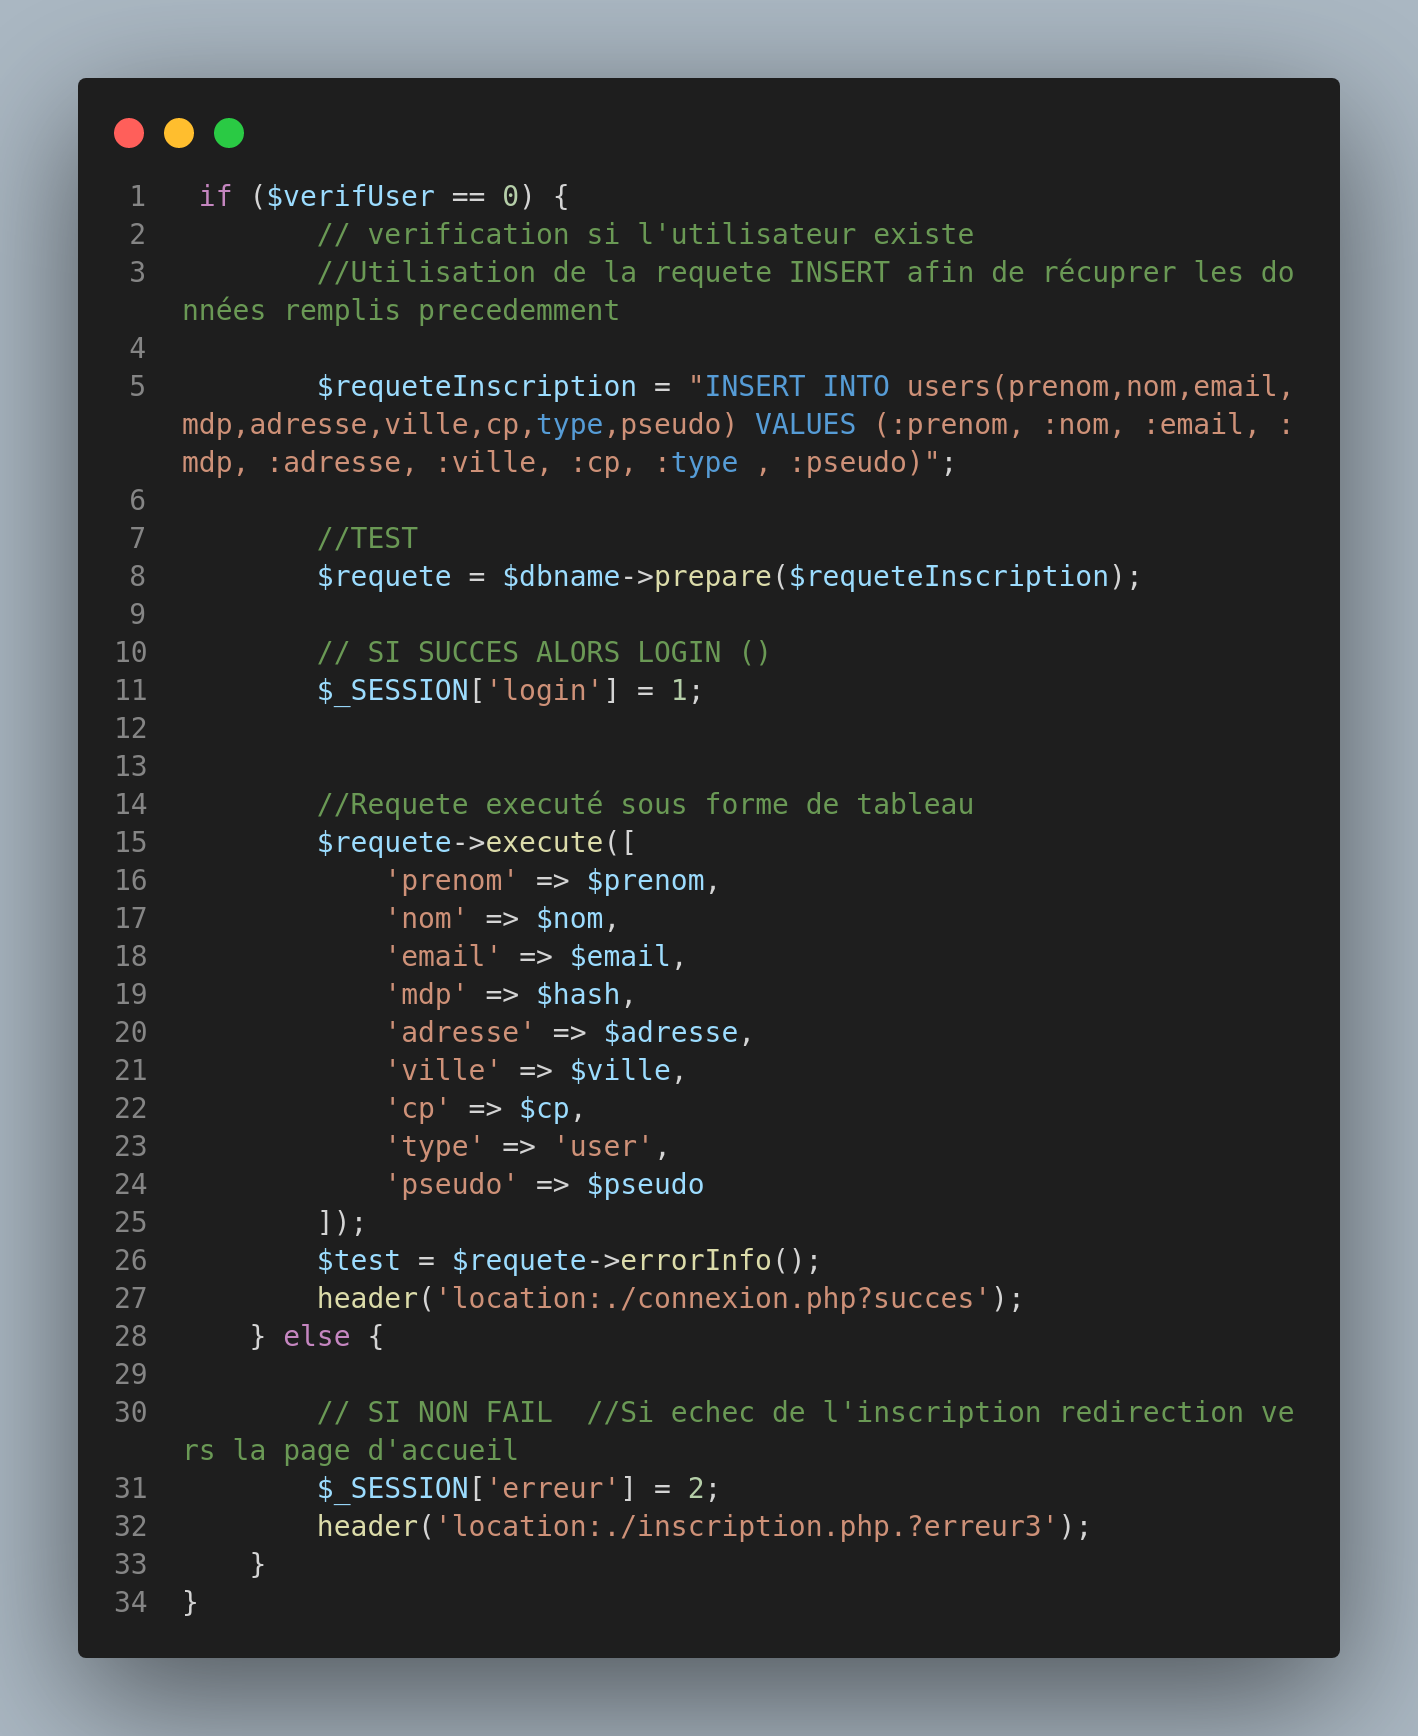 1 if ($verifUser == 0) {
2 // verification si l'utilisateur existe
3 //Utilisation de la requete INSERT afin de récuprer les do
nnées remplis precedemment
4
5 $requeteInscription = "INSERT INTO users(prenom,nom,email,
mdp,adresse,ville,cp,type,pseudo) VALUES (:prenom, :nom, :email, :
mdp, :adresse, :ville, :cp, :type , :pseudo)";
6
7 //TEST
8 $requete = $dbname->prepare($requeteInscription);
9
10 // SI SUCCES ALORS LOGIN ()
11 $_SESSION['login'] = 1;
12
13
14 //Requete executé sous forme de tableau
15 $requete->execute([
16 'prenom' => $prenom,
17 'nom' => $nom,
18 'email' => $email,
19 'mdp' => $hash,
20 'adresse' => $adresse,
21 'ville' => $ville,
22 'cp' => $cp,
23 'type' => 'user',
24 'pseudo' => $pseudo
25 ]);
26 $test = $requete->errorInfo();
27 header('location:./connexion.php?succes');
28 } else {
29
30 // SI NON FAIL  //Si echec de l'inscription redirection ve
rs la page d'accueil
31 $_SESSION['erreur'] = 2;
32 header('location:./inscription.php.?erreur3');
33 }
34 }